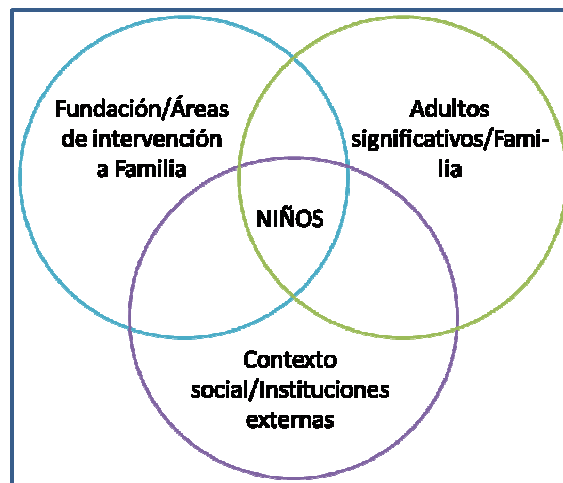 Fundación/Áreas
de intervención
a Familia
Adultos
significativos/Fami-
lia
NIÑOS
Contexto
social/Instituciones
externas